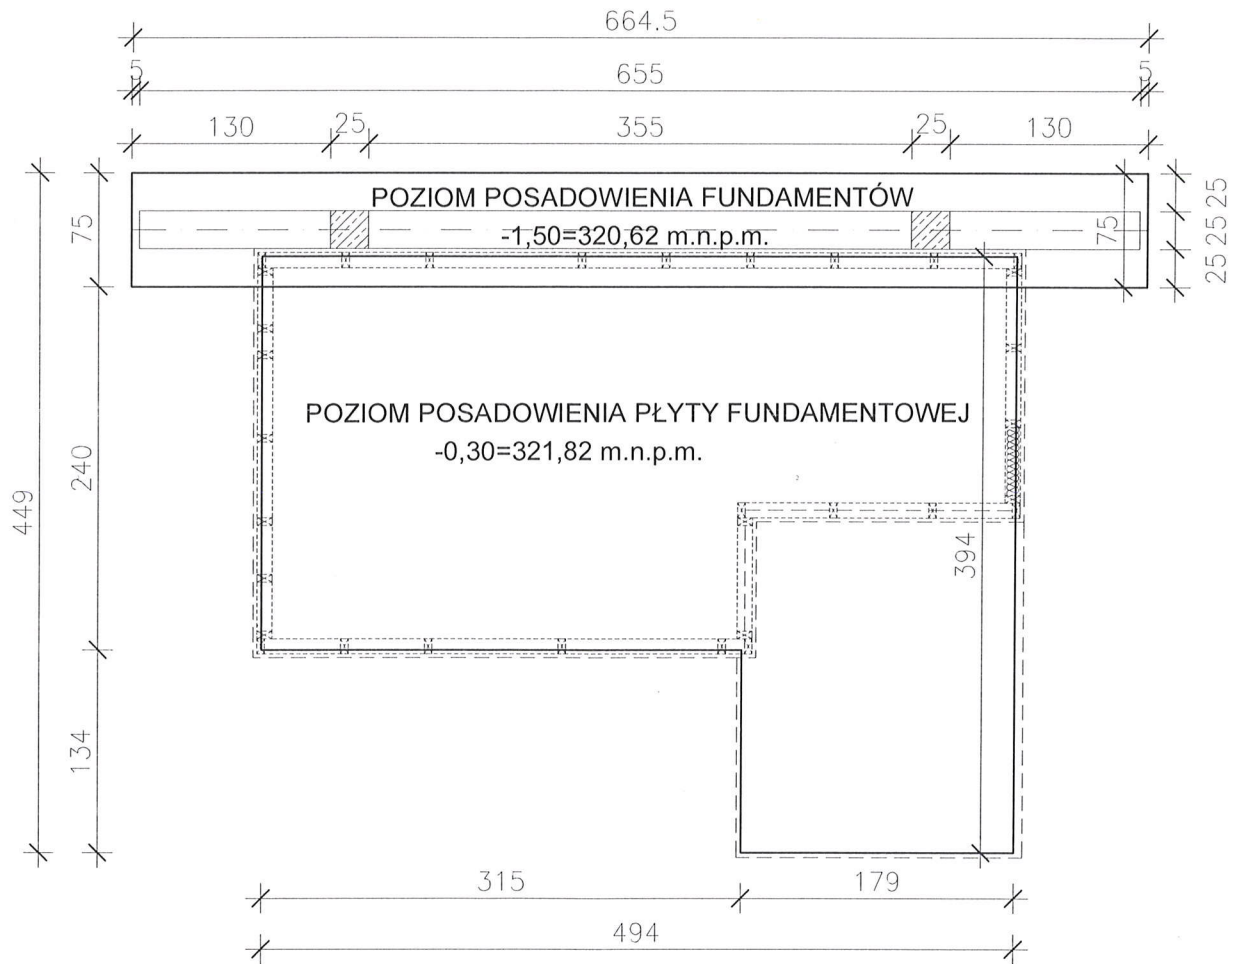 664.5
5 655 5
130 25 355 25 130
POZIOM POSADOWIENIA FUNDAMENTÓW
-1,50=320,62 m.n.p.m.
75
75
25 25 25
POZIOM POSADOWIENIA PŁYTY FUNDAMENTOWEJ
-0,30=321,82 m.n.p.m.
240
449
394
134
315 179
494